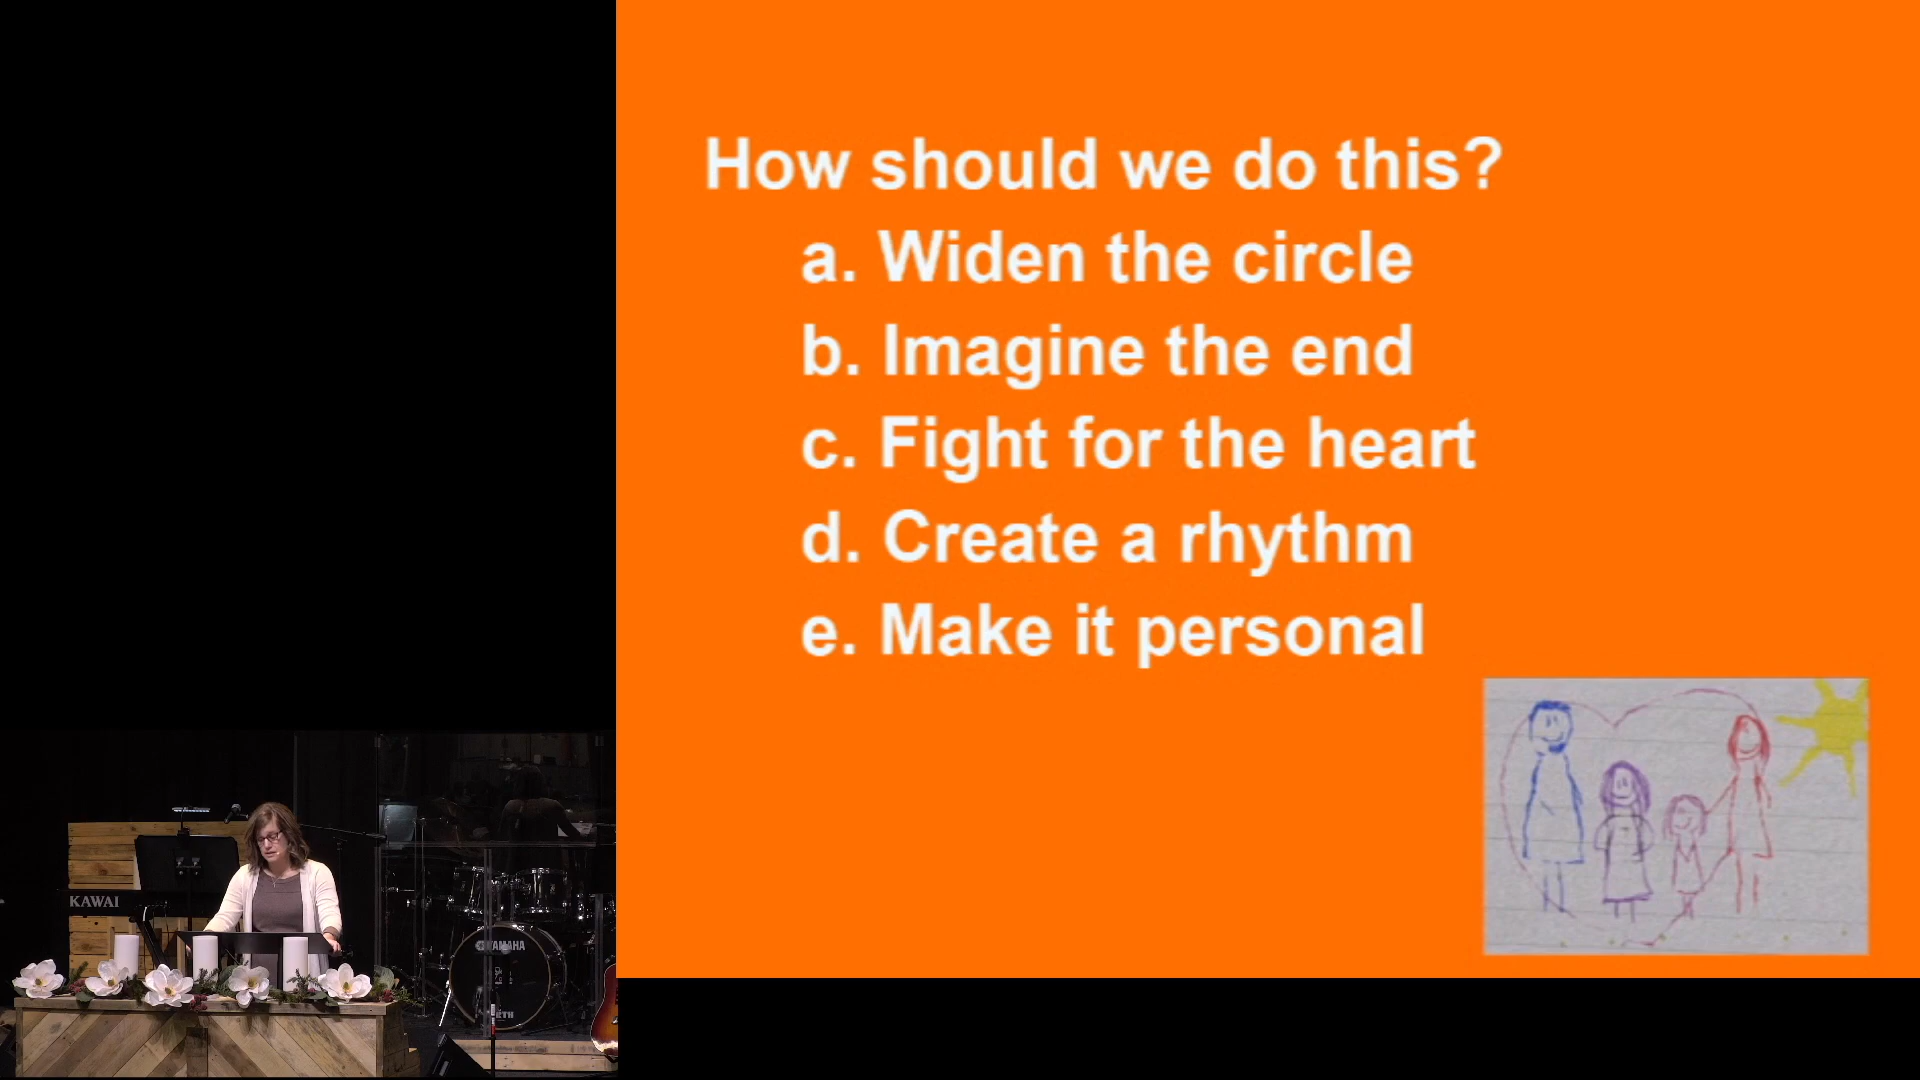 How should we do this?
a. Widen the circle
b. Imagine the end
c. Fight for the heart
d. Create a rhythm
e. Make it personal
KAWAI
YAMAHA